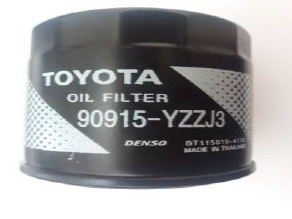 TOYOTA
OIL FILTER
90915-YZZJ3
DENSO
MADE IN THAILAND